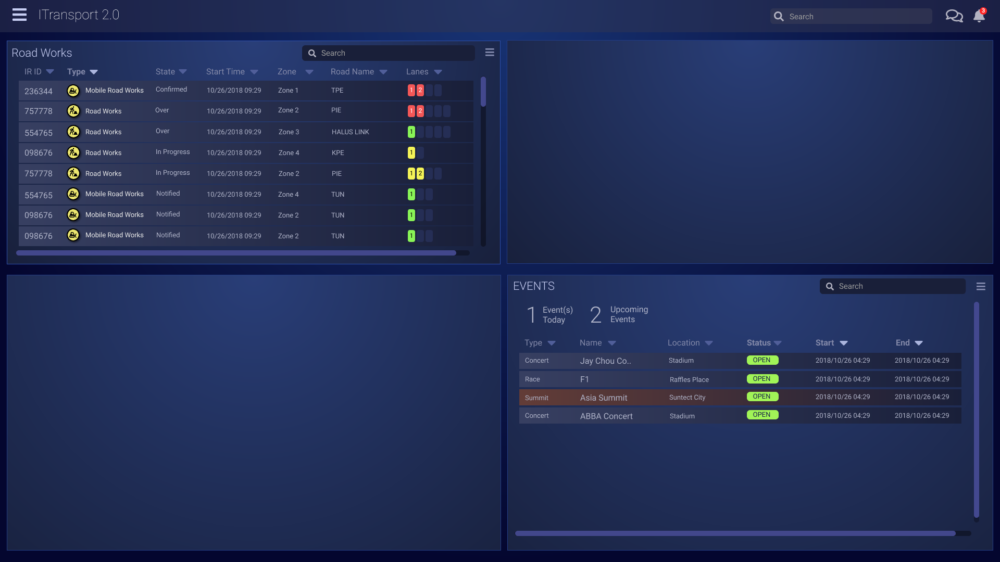 ITransport 2.0
Search
3
Road Works
Search
IR ID Type State Start Time Zone Road Name Lanes
236344 Mobile Road Works Confirmed 10/26/2018 09:29 Zone 1 TPE 1 2
757778 Road Works Over 10/26/2018 09:29 Zone 2 PIE 1 2
554765 Road Works Over 10/26/2018 09:29 Zone 3 HALUS LINK 1
098676 Road Works In Progress 10/26/2018 09:29 Zone 4 KPE 1
757778 Road Works In Progress 10/26/2018 09:29 Zone 2 PIE 1 2
554765 Mobile Road Works Notified 10/26/2018 09:29 Zone 4 TUN 1
098676 Mobile Road Works Notified 10/26/2018 09:29 Zone 2 TUN 1
098676 Mobile Road Works Notified 10/26/2018 09:29 Zone 2 TUN 1
EVENTS
Search
1 Event(s) Today
2 Upcoming Events
Type Name Location Status Start End
Concert Jay Chou Co.. Stadium OPEN 2018/10/26 04:29 2018/10/26 04:29
Race F1 Raffles Place OPEN 2018/10/26 04:29 2018/10/26 04:29
Summit Asia Summit Suntect City OPEN 2018/10/26 04:29 2018/10/26 04:29
Concert ABBA Concert Stadium OPEN 2018/10/26 04:29 2018/10/26 04:29